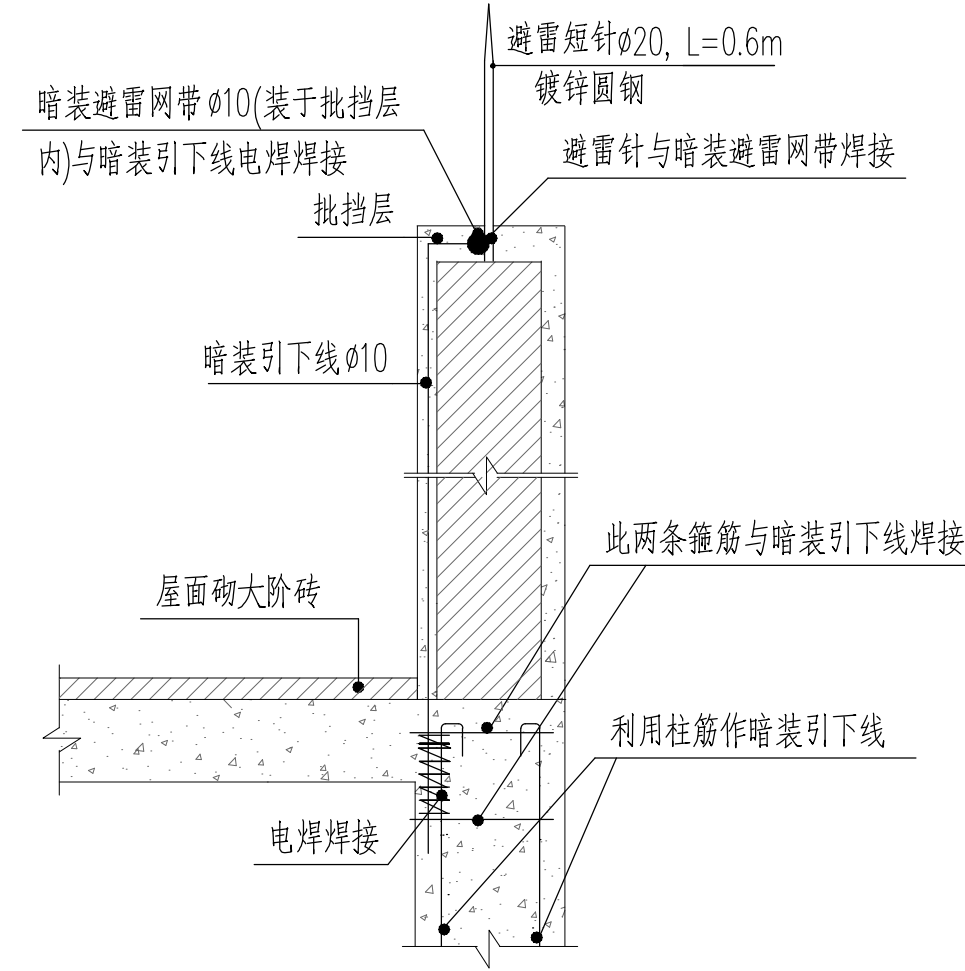 避雷短针ø20, L=0.6m
镀锌圆钢
暗装避雷网带ø10(装于批挡层
内)与暗装引下线电焊焊接
避雷针与暗装避雷网带焊接
批挡层
暗装引下线ø10
此两条箍筋与暗装引下线焊接
屋面砌大阶砖
利用柱筋作暗装引下线
电焊焊接